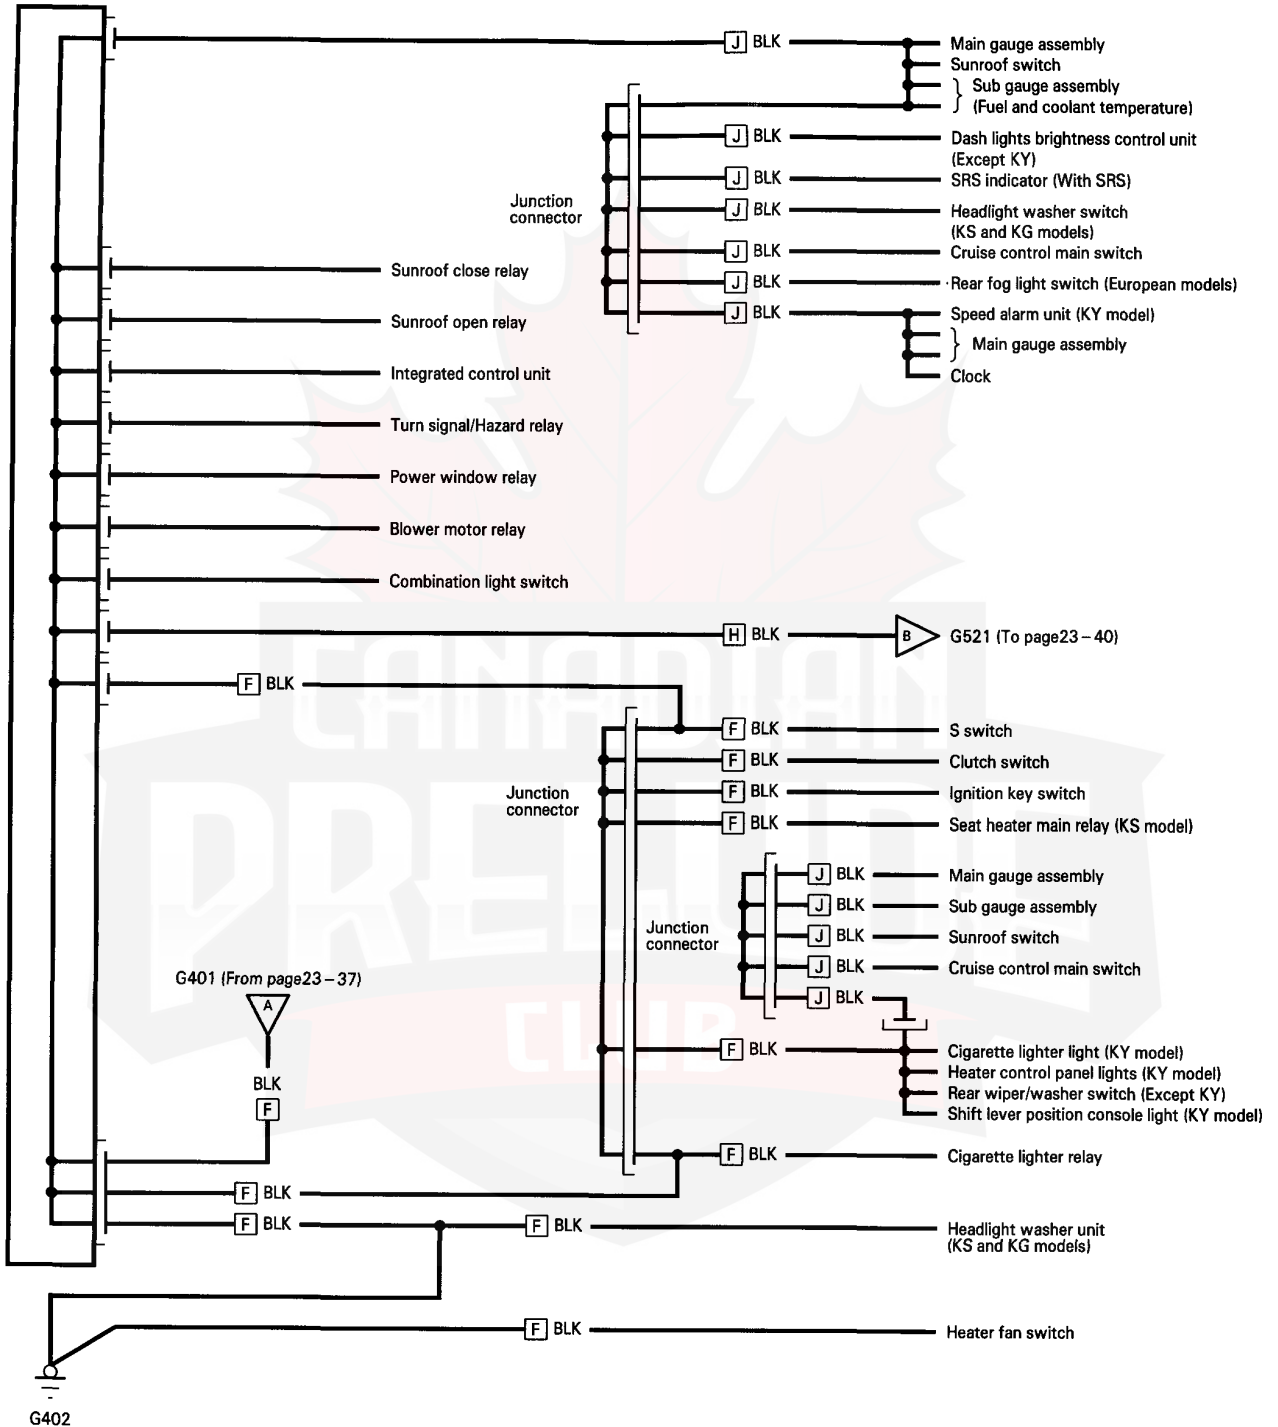 J BLK Main gauge assembly
Sunroof switch
Sub gauge assembly
(Fuel and coolant temperature)
J BLK Dash lights brightness control unit
(Except KY)
J BLK SRS indicator (With SRS)
Junction
connector
J BLK Headlight washer switch
(KS and KG models)
J BLK Cruise control main switch
Sunroof close relay
J BLK Rear fog light switch (European models)
J BLK Speed alarm unit (KY model)
Sunroof open relay
Main gauge assembly
Integrated control unit
Clock
Turn signal/Hazard relay
Power window relay
Blower motor relay
Combination light switch
H BLK B G521 (To page23-40)
F BLK
F BLK S switch
F BLK Clutch switch
Junction
connector
F BLK Ignition key switch
F BLK Seat heater main relay (KS model)
J BLK Main gauge assembly
J BLK Sub gauge assembly
Junction
connector
J BLK Sunroof switch
J BLK Cruise control main switch
G401 (From page23-37)
A
J BLK
F BLK Cigarette lighter light (KY model)
Heater control panel lights (KY model)
BLK
F
Rear wiper/washer switch (Except KY)
Shift lever position console light (KY model)
F BLK Cigarette lighter relay
F BLK
F BLK F BLK Headlight washer unit
(KS and KG models)
F BLK Heater fan switch
G402
CANADIAN
PRELUDE
CLUB